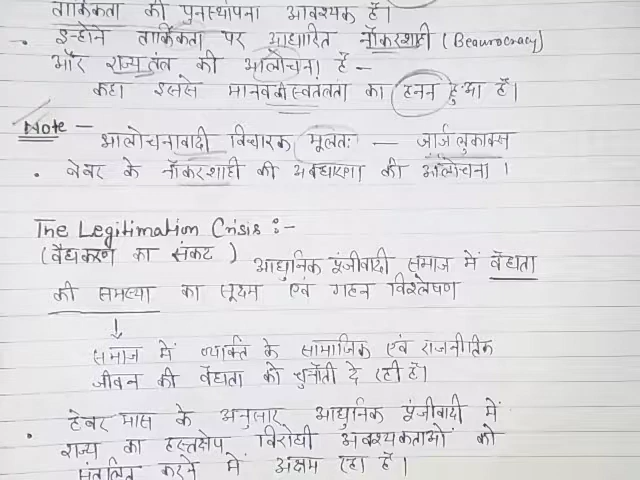 तार्किकता की पुनर्स्थापना आवश्यक है।
• इन्होने तार्किकता पर आधारित नौकरशाही (Beaurocracy)
और राज्यतंत्र की आलोचना है -
कहा इससे मानव की स्वतंत्रता का हनन हुआ है।
Note - आलोचनावादी विचारक मूलतः - जॉर्ज लुकाक्स
• वेबर के नौकरशाही की अवधारणा की आलोचना।
The Legitimation Crisis :-
(वैधकरण का संकट) आधुनिक पूंजीवादी समाज में वैधता
की समस्या का सूक्ष्म एवं गहन विश्लेषण
↓
समाज में व्यक्ति के सामाजिक एवं राजनीतिक
जीवन की वैधता को चुनौती दे रही है।
• हेबर मास के अनुसार आधुनिक पूंजीवादी में
राज्य का हस्तक्षेप विरोधी अवश्यकताओं को
संतुलित करने में अक्षम रहा है।